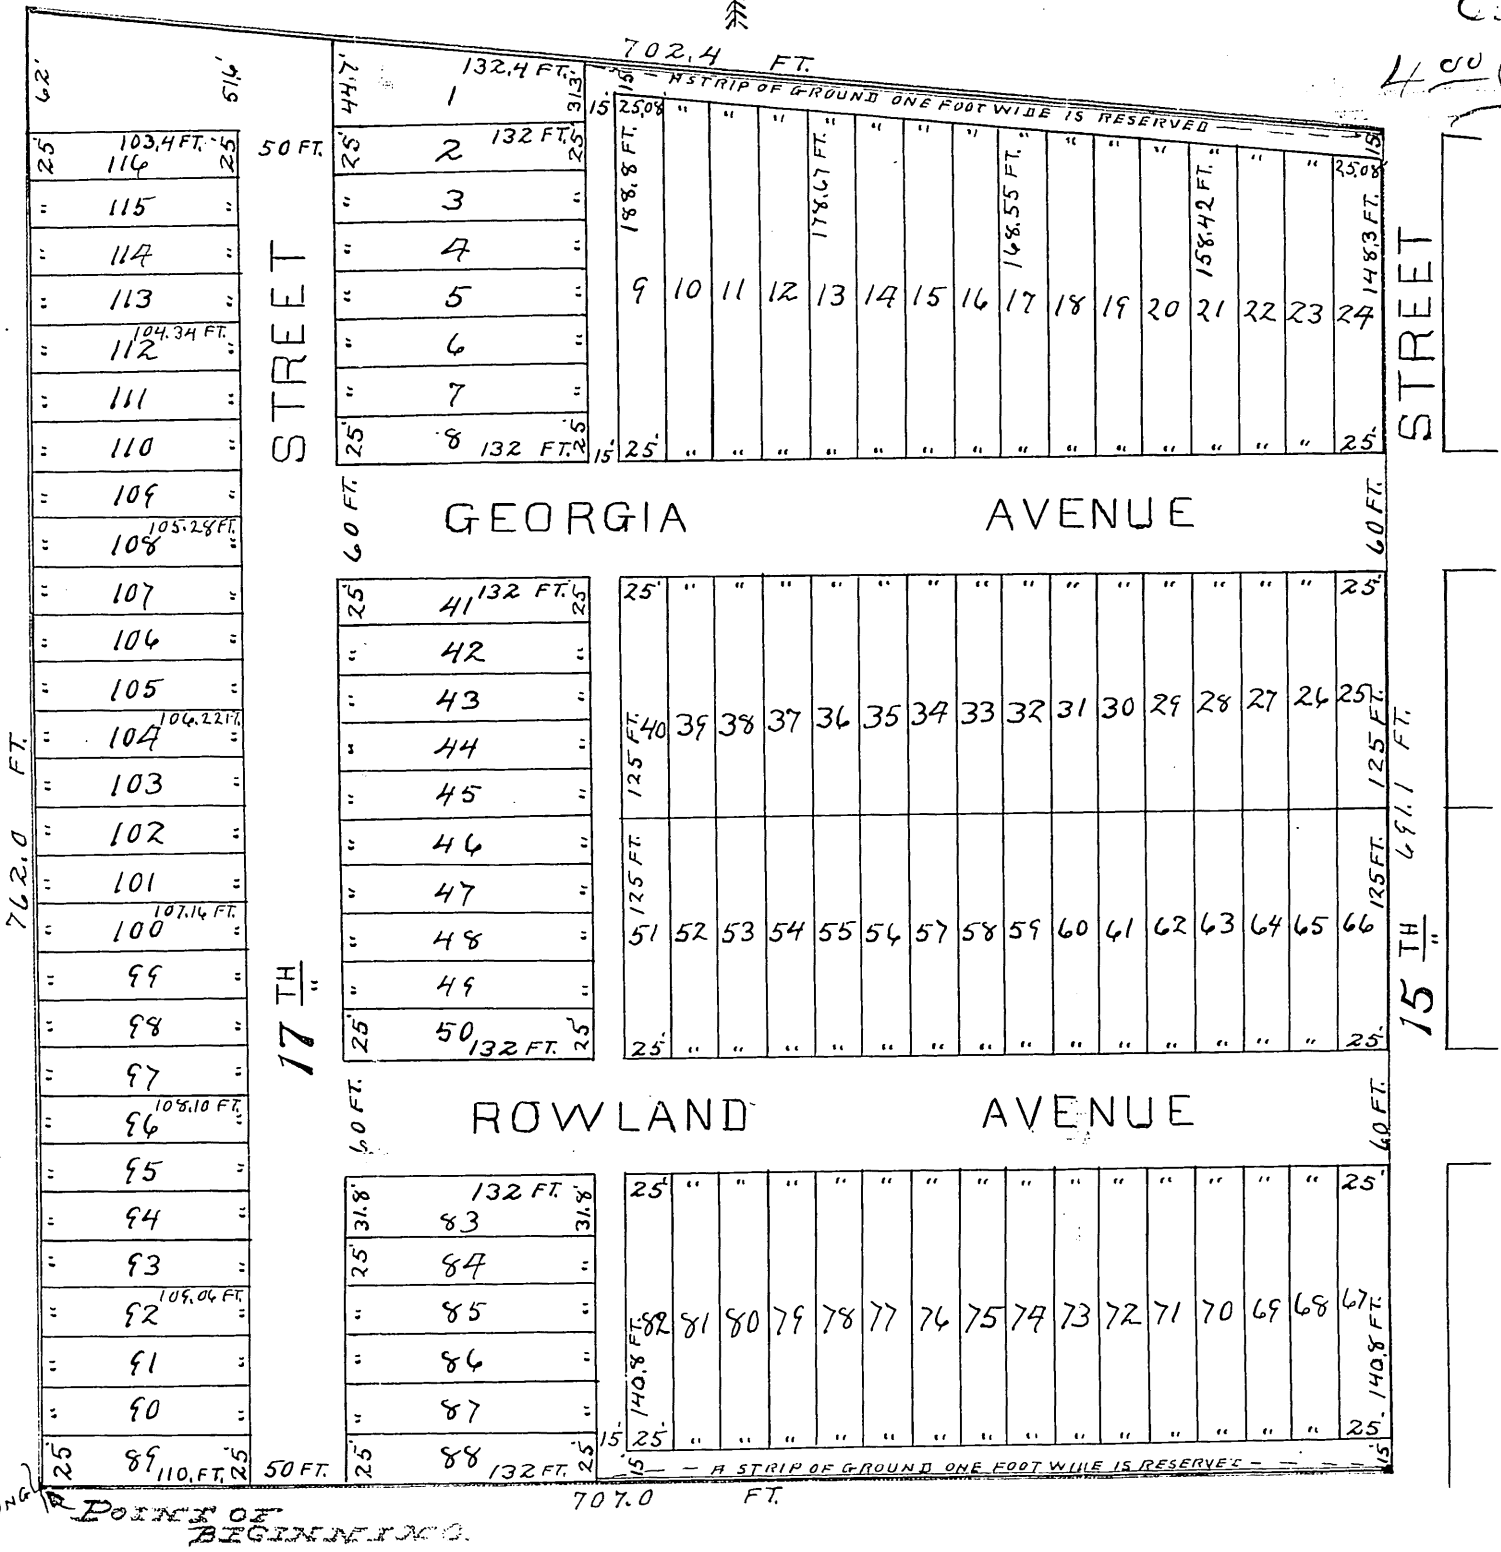 702.4 FT.
A STRIP OF GROUND ONE FOOT WIDE IS RESERVED
62' 51.6' 44.7' 132.4 FT. 31.3' 15'
1
15' 25.08' " " " " " " " " " " " " " " 25.08' 15'
25' 103.4 FT. 25' 50 FT. 25' 2 132 FT. 25'
116
188.8 FT. 178.67 FT. 168.55 FT. 158.42 FT. 148.3 FT.
" 115 " " 3 "
" 114 " " 4 "
" 113 " " 5 "
9 10 11 12 13 14 15 16 17 18 19 20 21 22 23 24
104.34 FT.
" 112 " " 6 "
" 111 " " 7 "
" 110 " 25' 8 132 FT. 25' 15' 25' " " " " " " " " " " " " " " 25'
STREET
STREET
" 109 "
60 FT. GEORGIA AVENUE 60 FT.
105.28 FT.
" 108 "
" 107 " 25' 41 132 FT. 25' 25' " " " " " " " " " " " " " " 25'
" 106 " " 42 "
" 105 " " 43 "
40 39 38 37 36 35 34 33 32 31 30 29 28 27 26 25
125 FT. 125 FT.
" 104 " " 44 "
" 103 " " 45 "
762.0 FT.
691.1 FT.
" 102 " " 46 "
" 101 " " 47 "
125 FT. 125 FT.
107.16 FT.
" 100 " " 48 "
51 52 53 54 55 56 57 58 59 60 61 62 63 64 65 66
" 99 " " 49 "
17 TH
15 TH
" 98 " 25' 50 132 FT. 25' 25' " " " " " " " " " " " " " " 25'
" 97 "
108.10 FT.
" 96 "
60 FT. ROWLAND AVENUE 60 FT.
" 95 " 31.8' 132 FT. 31.8' 25' " " " " " " " " " " " " " " 25'
" 94 " 83
" 93 " 25' 84 "
109.04 FT.
" 92 " " 85 "
82 81 80 79 78 77 76 75 74 73 72 71 70 69 68 67
140.8 FT. 140.8 FT.
" 91 " " 86 "
" 90 " " 87 "
15' 25' " " " " " " " " " " " " " " 25'
25' 89 110. FT. 25' 50 FT. 25' 88 132 FT. 25' 15' 15'
A STRIP OF GROUND ONE FOOT WIDE IS RESERVED
707.0 FT.
POINT OF
BEGINNING.